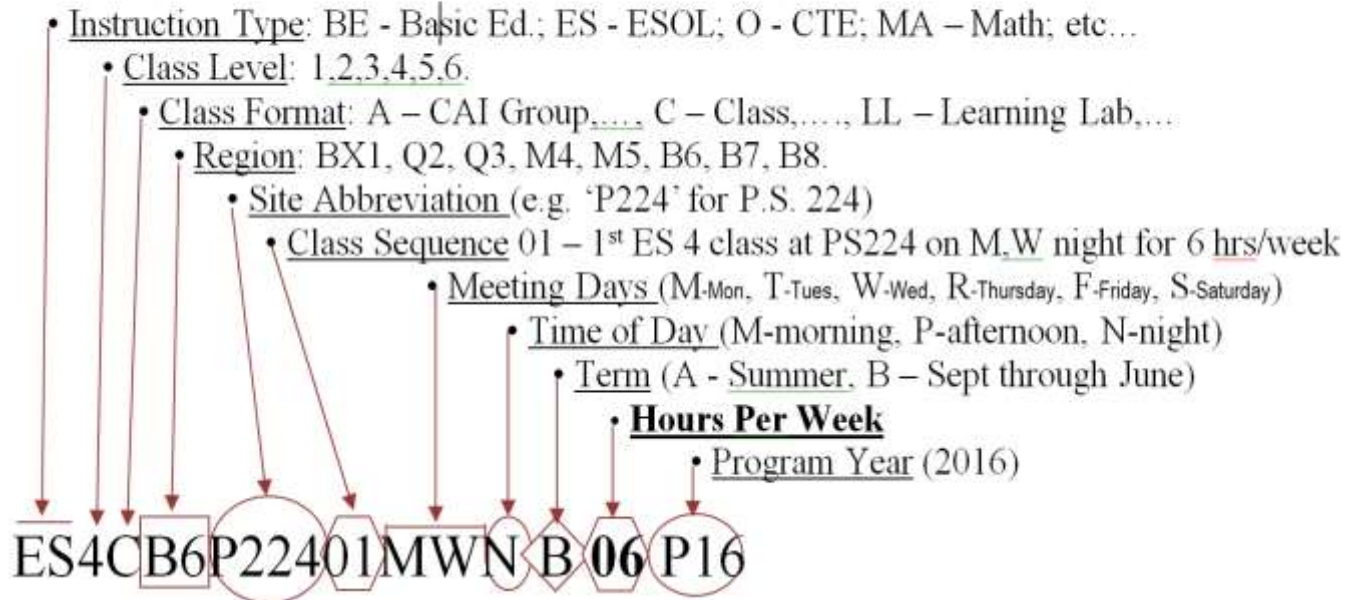 • Instruction Type: BE - Basic Ed.; ES - ESOL; O - CTE; MA – Math; etc…
• Class Level: 1,2,3,4,5,6.
• Class Format: A – CAI Group,…, C – Class,…., LL – Learning Lab,…
• Region: BX1, Q2, Q3, M4, M5, B6, B7, B8.
• Site Abbreviation (e.g. ‘P224’ for P.S. 224)
• Class Sequence 01 – 1st ES 4 class at PS224 on M,W night for 6 hrs/week
• Meeting Days (M-Mon, T-Tues, W-Wed, R-Thursday, F-Friday, S-Saturday)
• Time of Day (M-morning, P-afternoon, N-night)
• Term (A - Summer, B – Sept through June)
• Hours Per Week
• Program Year (2016)
ES4CB6P22401MWN B 06 P16